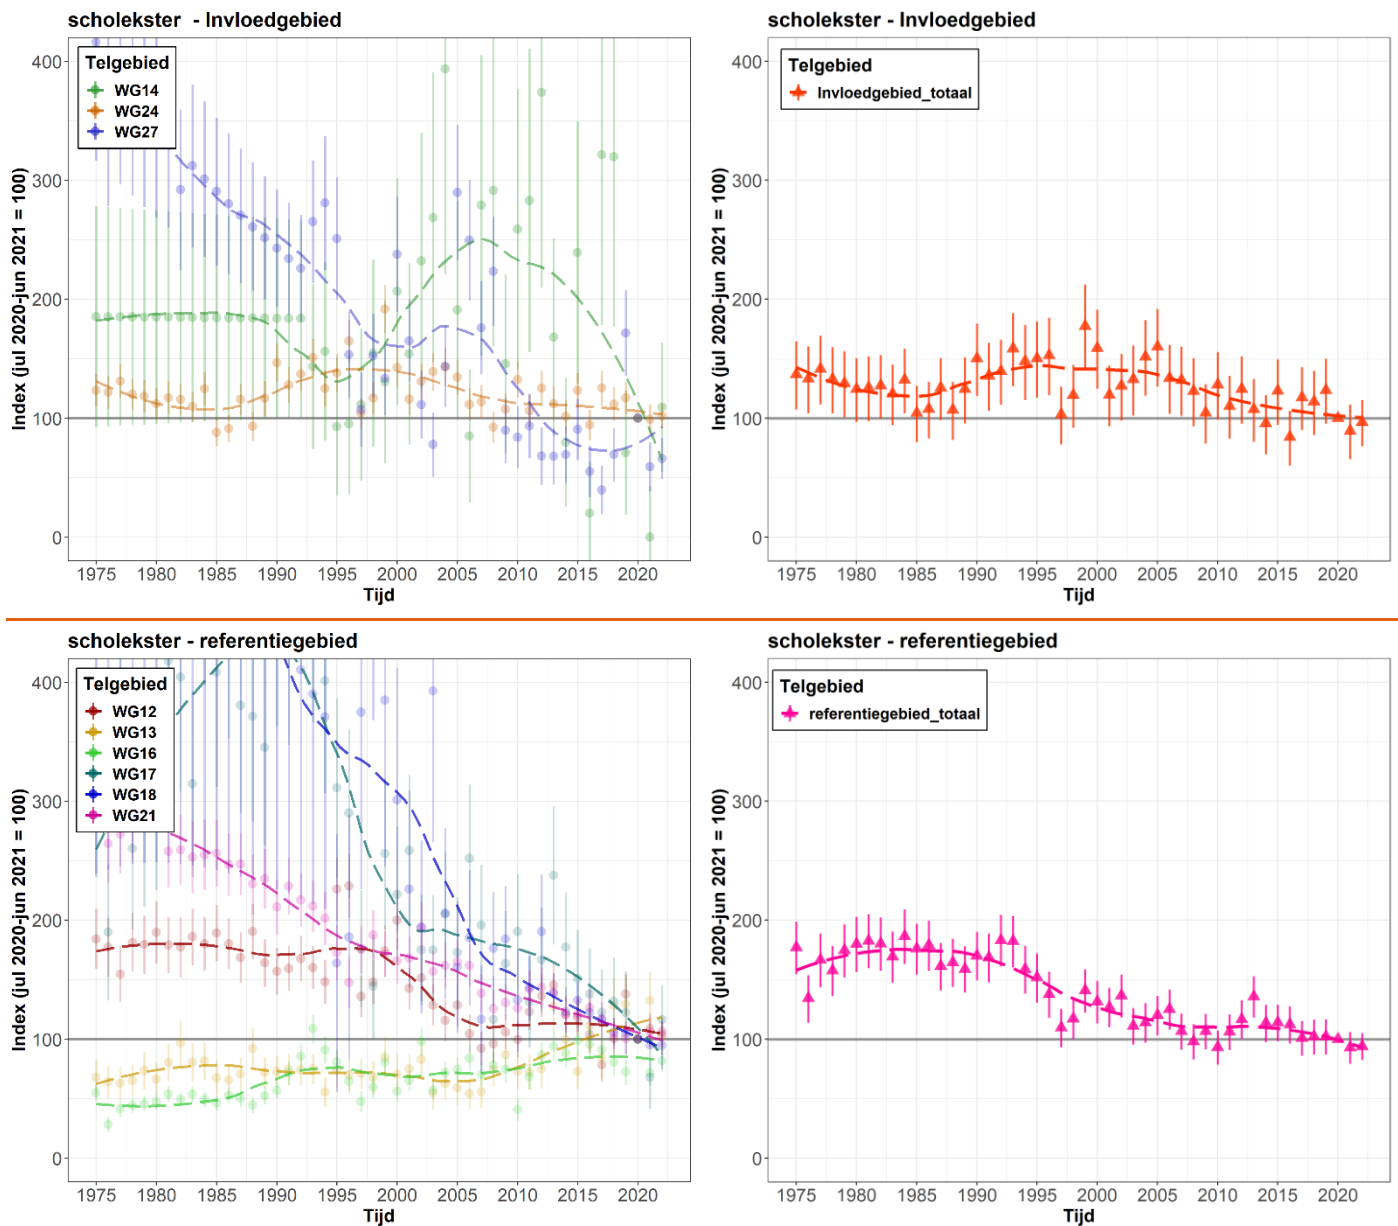 scholekster - Invloedgebied
Index (jul 2020-jun 2021 = 100)
400
300
200
100
0
Telgebied
WG14
WG24
WG27
1975 1980 1985 1990 1995 2000 2005 2010 2015 2020
Tijd
scholekster - Invloedgebied
Index (jul 2020-jun 2021 = 100)
400
300
200
100
0
Telgebied
Invloedgebied_totaal
1975 1980 1985 1990 1995 2000 2005 2010 2015 2020
Tijd
scholekster - referentiegebied
Index (jul 2020-jun 2021 = 100)
400
300
200
100
0
Telgebied
WG12
WG13
WG16
WG17
WG18
WG21
1975 1980 1985 1990 1995 2000 2005 2010 2015 2020
Tijd
scholekster - referentiegebied
Index (jul 2020-jun 2021 = 100)
400
300
200
100
0
Telgebied
referentiegebied_totaal
1975 1980 1985 1990 1995 2000 2005 2010 2015 2020
Tijd